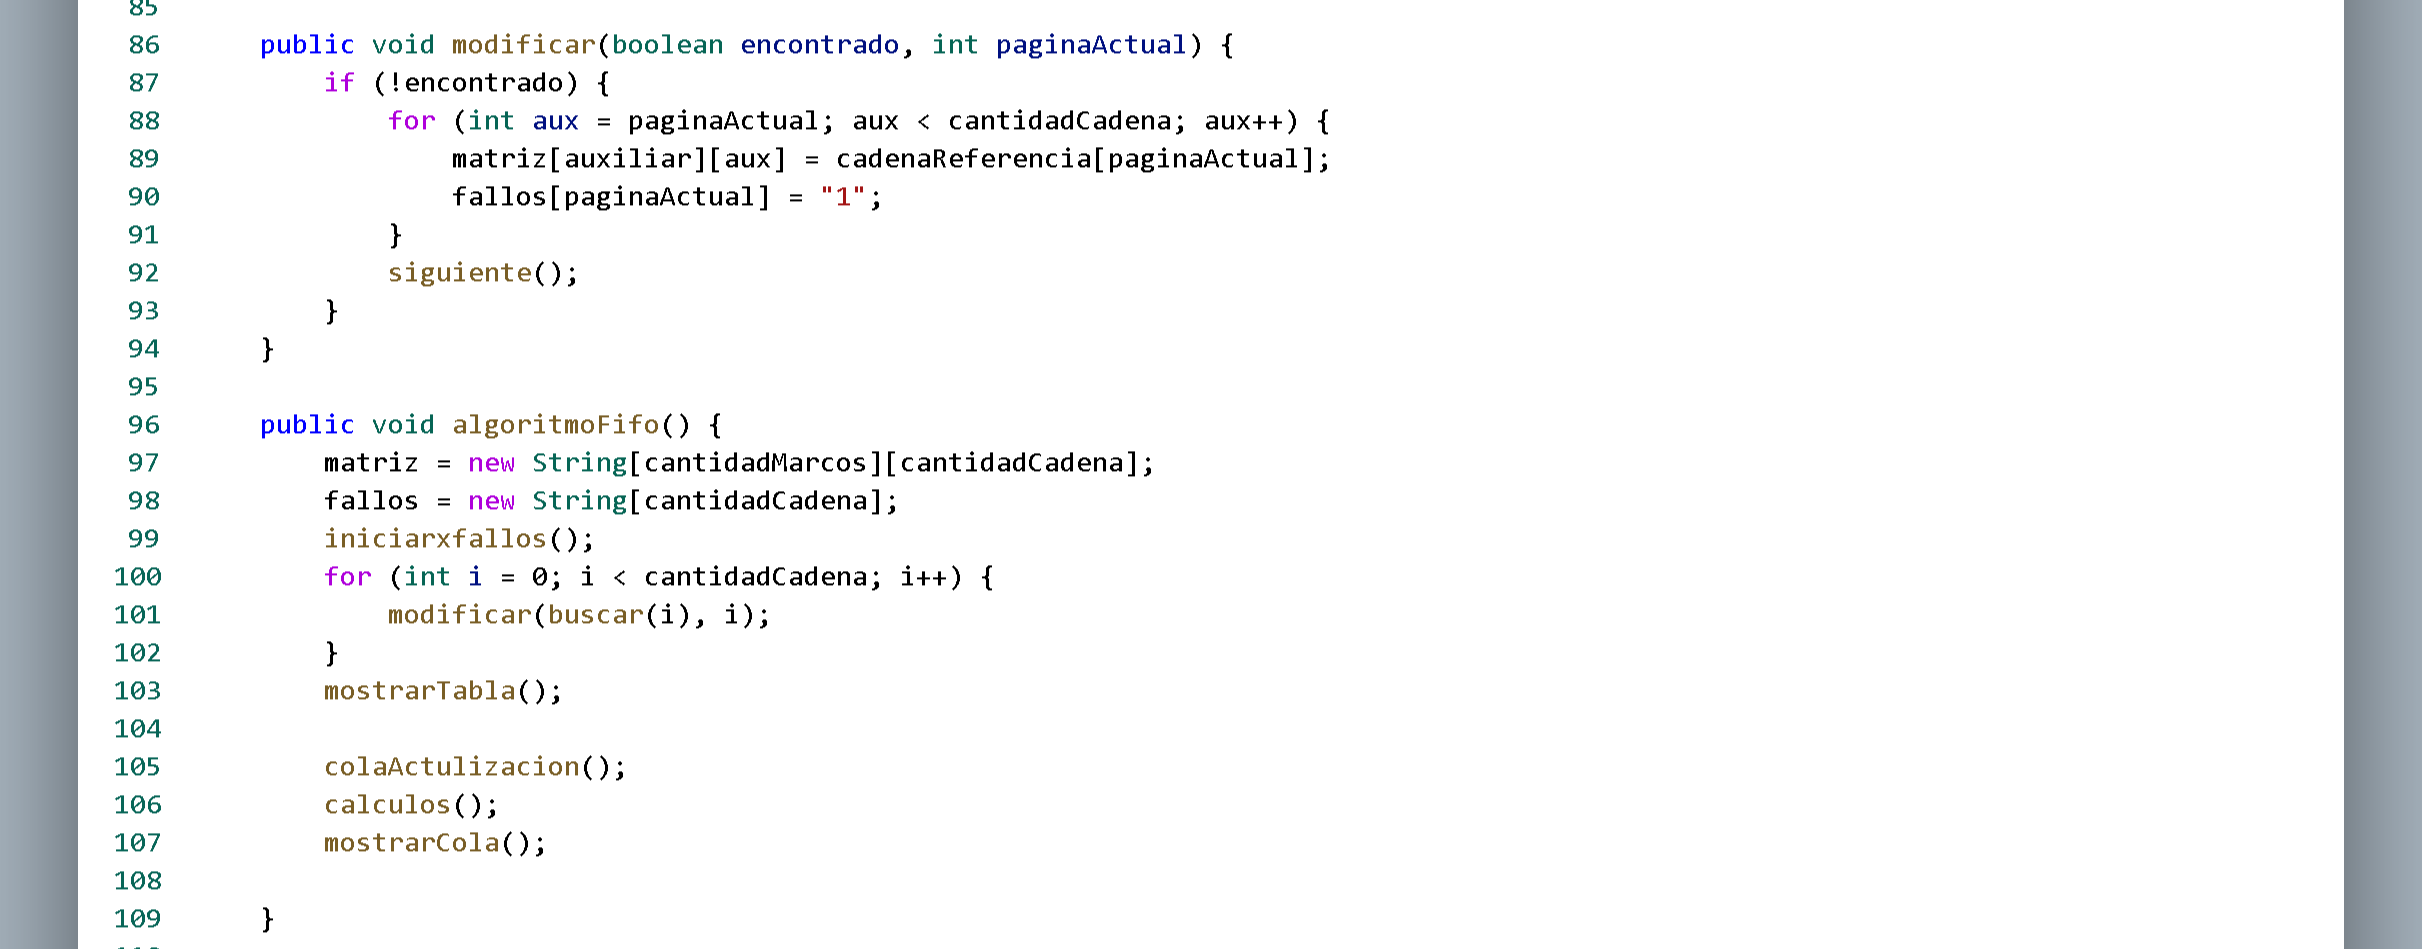 85
86 public void modificar(boolean encontrado, int paginaActual) {
87 if (!encontrado) {
88 for (int aux = paginaActual; aux < cantidadCadena; aux++) {
89 matriz[auxiliar][aux] = cadenaReferencia[paginaActual];
90 fallos[paginaActual] = "1";
91 }
92 siguiente();
93 }
94 }
95
96 public void algoritmoFifo() {
97 matriz = new String[cantidadMarcos][cantidadCadena];
98 fallos = new String[cantidadCadena];
99 iniciarxfallos();
100 for (int i = 0; i < cantidadCadena; i++) {
101 modificar(buscar(i), i);
102 }
103 mostrarTabla();
104
105 colaActulizacion();
106 calculos();
107 mostrarCola();
108
109 }